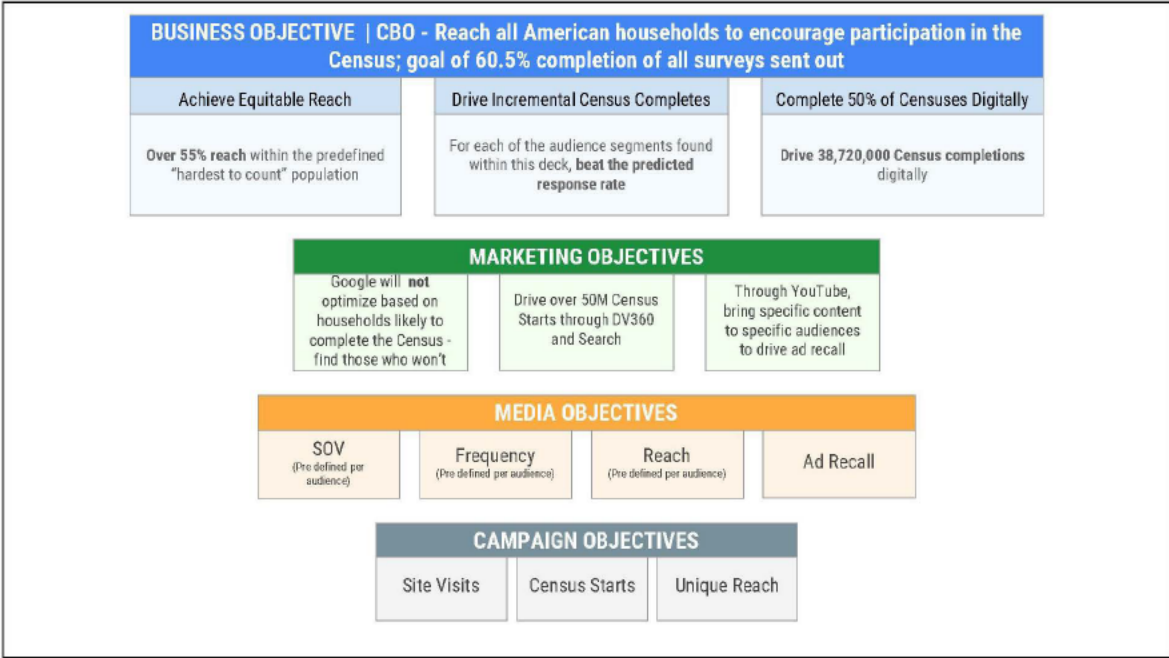 BUSINESS OBJECTIVE | CBO - Reach all American households to encourage participation in the
Census; goal of 60.5% completion of all surveys sent out
Achieve Equitable Reach
Over 55% reach within the predefined
"hardest to count" population
Drive Incremental Census Completes
For each of the audience segments found
within this deck, beat the predicted
response rate
Complete 50% of Censuses Digitally
Drive 38,720,000 Census completions
digitally
MARKETING OBJECTIVES
Google will not
optimize based on
households likely to
complete the Census -
find those who won't
Drive over 50M Census
Starts through DV360
and Search
Through YouTube,
bring specific content
to specific audiences
to drive ad recall
MEDIA OBJECTIVES
SOV
(Pre defined per
audience)
Frequency
(Pre defined per audience)
Reach
(Pre defined per audience)
Ad Recall
CAMPAIGN OBJECTIVES
Site Visits
Census Starts
Unique Reach